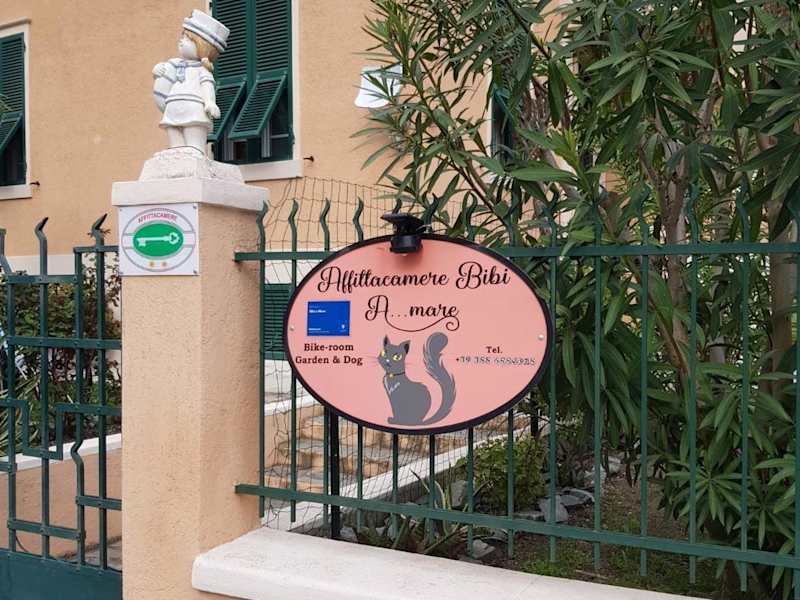 AFFITTACAMERE
Affittacamere Bibi
A...mare
Bike-room
Garden & Dog
Tel.